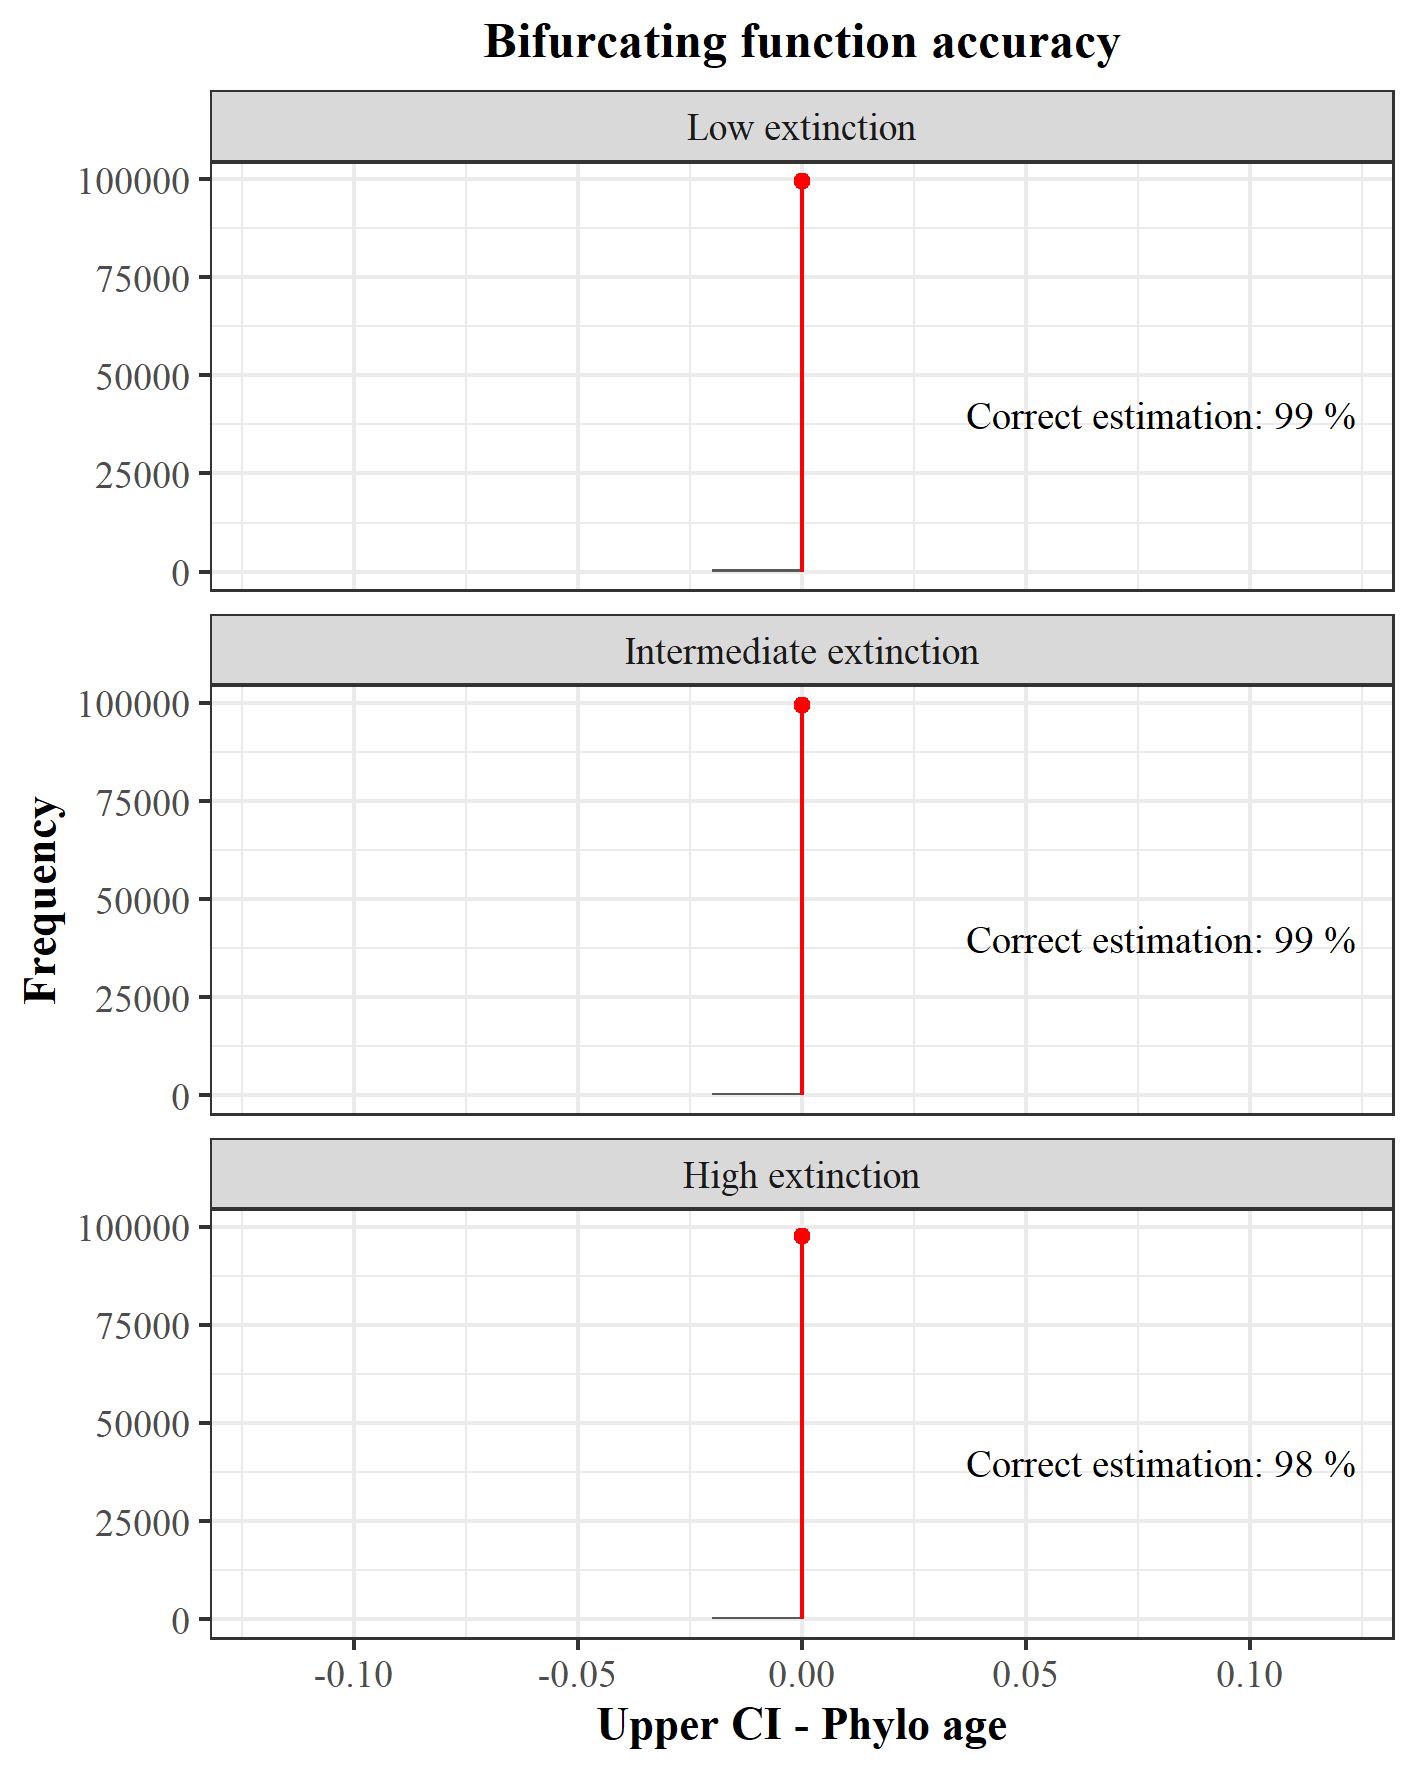 Bifurcating function accuracy
Low extinction
100000
75000
50000
Correct estimation: 99 %
25000
0
Intermediate extinction
100000
75000
50000
Correct estimation: 99 %
25000
0
High extinction
100000
75000
50000
Correct estimation: 98 %
25000
0
Frequency
-0.10 -0.05 0.00 0.05 0.10
Upper CI - Phylo age